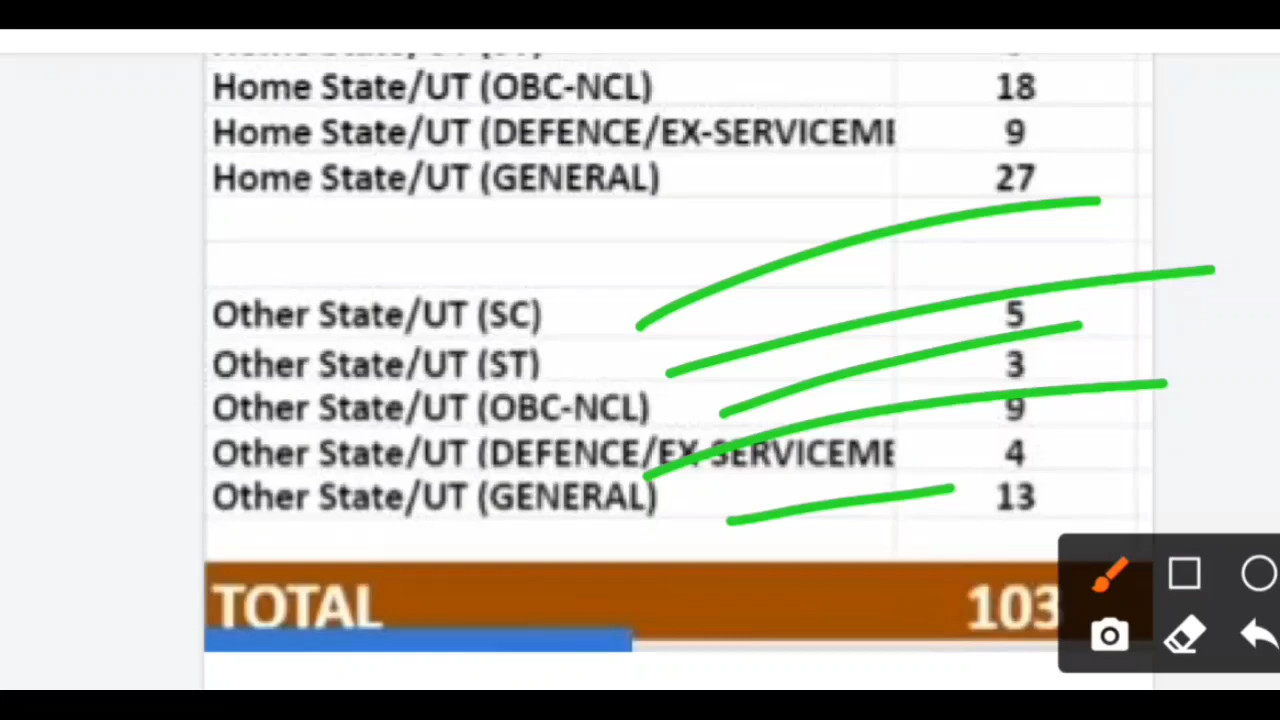 Home State/UT (OBC-NCL) 18
Home State/UT (DEFENCE/EX-SERVICEME 9
Home State/UT (GENERAL) 27
Other State/UT (SC) 5
Other State/UT (ST) 3
Other State/UT (OBC-NCL) 9
Other State/UT (DEFENCE/EX-SERVICEME 4
Other State/UT (GENERAL) 13
TOTAL 103